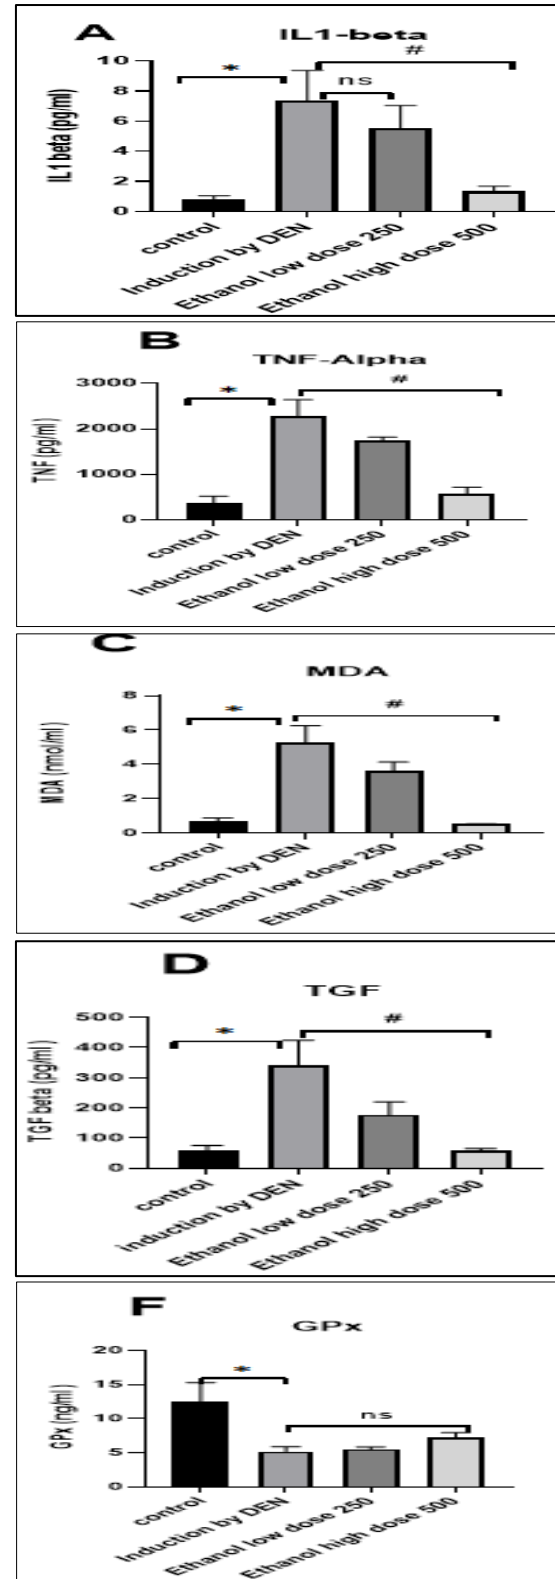 A
IL1-beta
IL1 beta (pg/ml)
10
8
6
4
2
0
*
#
ns
control
Induction by DEN
Ethanol low dose 250
Ethanol high dose 500
B
TNF-Alpha
TNF (pg/ml)
3000
2000
1000
0
*
#
control
Induction by DEN
Ethanol low dose 250
Ethanol high dose 500
C
MDA
MDA (nmol/ml)
8
6
4
2
0
*
#
control
Induction by DEN
Ethanol low dose 250
Ethanol high dose 500
D
TGF
TGF beta (pg/ml)
500
400
300
200
100
0
*
#
control
induction by DEN
Ethanol low dose 250
Ethanol high dose 500
F
GPx
GPx (ng/ml)
20
15
10
5
0
*
ns
control
Induction by DEN
Ethanol low dose 250
Ethanol high dose 500